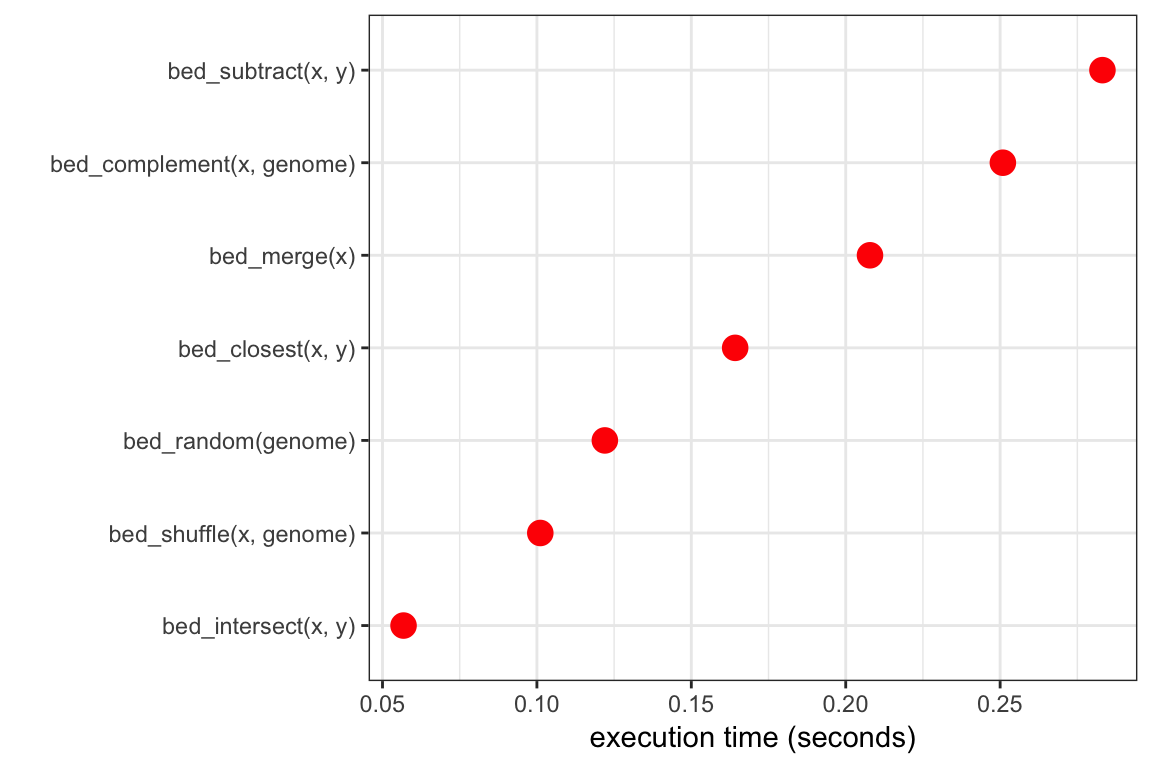 bed_subtract(x, y)
bed_complement(x, genome)
bed_merge(x)
bed_closest(x, y)
bed_random(genome)
bed_shuffle(x, genome)
bed_intersect(x, y)
0.05 0.10 0.15 0.20 0.25
execution time (seconds)